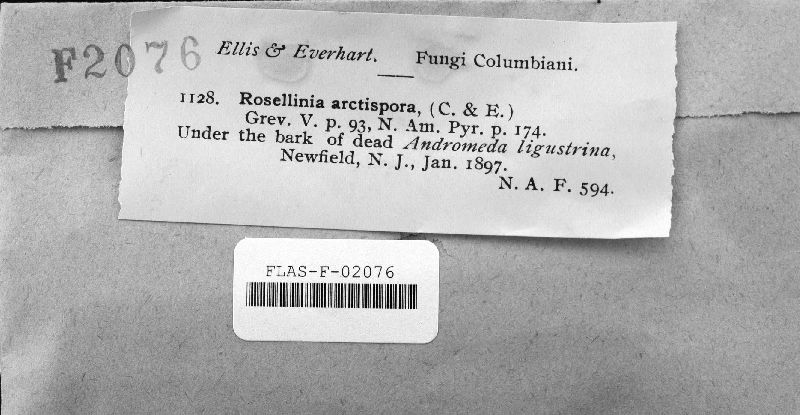 F2076
Ellis & Everhart. — Fungi Columbiani.
1128. Rosellinia arctispora, (C. & E.)
Grev. V. p. 93, N. Am. Pyr. p. 174.
Under the bark of dead Andromeda ligustrina,
Newfield, N. J., Jan. 1897.
N. A. F. 594.
FLAS-F-02076